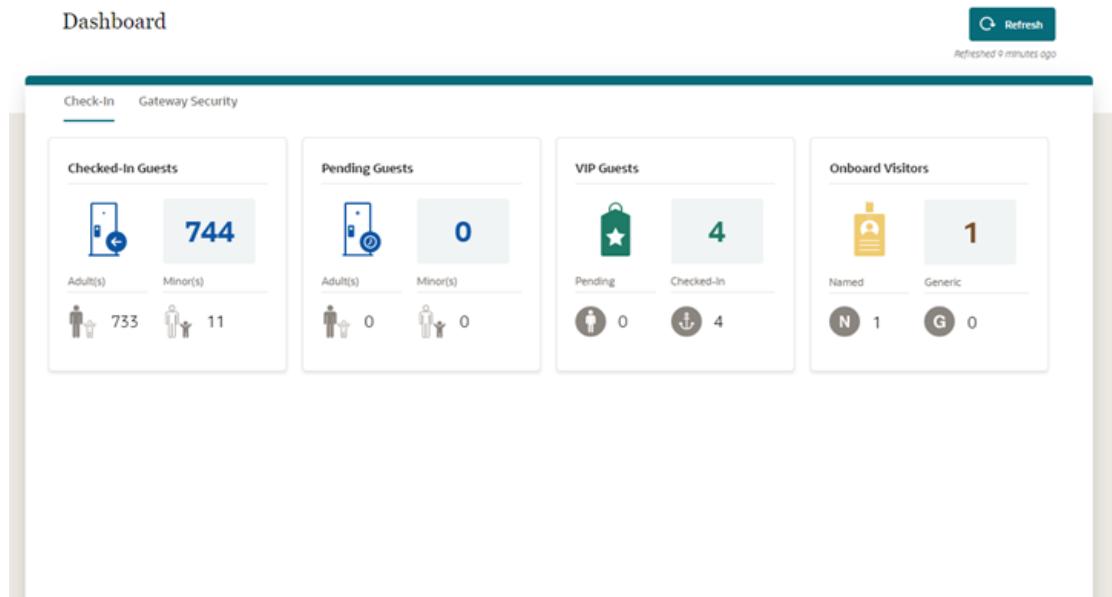 Dashboard
Refresh
Refreshed 9 minutes ago
Check-In Gateway Security
Checked-In Guests
744
Adult(s) Minor(s)
733 11
Pending Guests
0
Adult(s) Minor(s)
0 0
VIP Guests
4
Pending Checked-In
0 4
Onboard Visitors
1
Named Generic
N 1 G 0